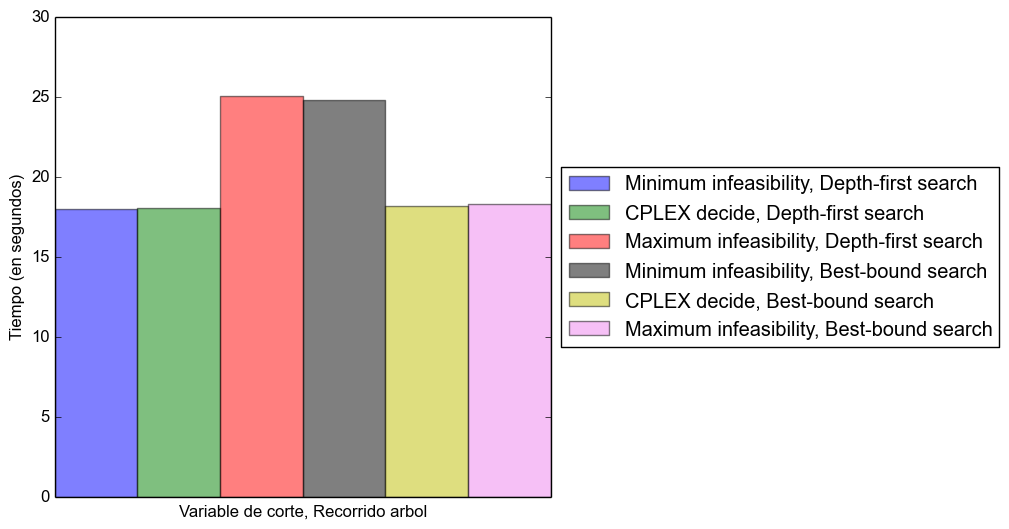 30
25
20
15
10
5
0
Tiempo (en segundos)
Variable de corte, Recorrido arbol
Minimum infeasibility, Depth-first search
CPLEX decide, Depth-first search
Maximum infeasibility, Depth-first search
Minimum infeasibility, Best-bound search
CPLEX decide, Best-bound search
Maximum infeasibility, Best-bound search